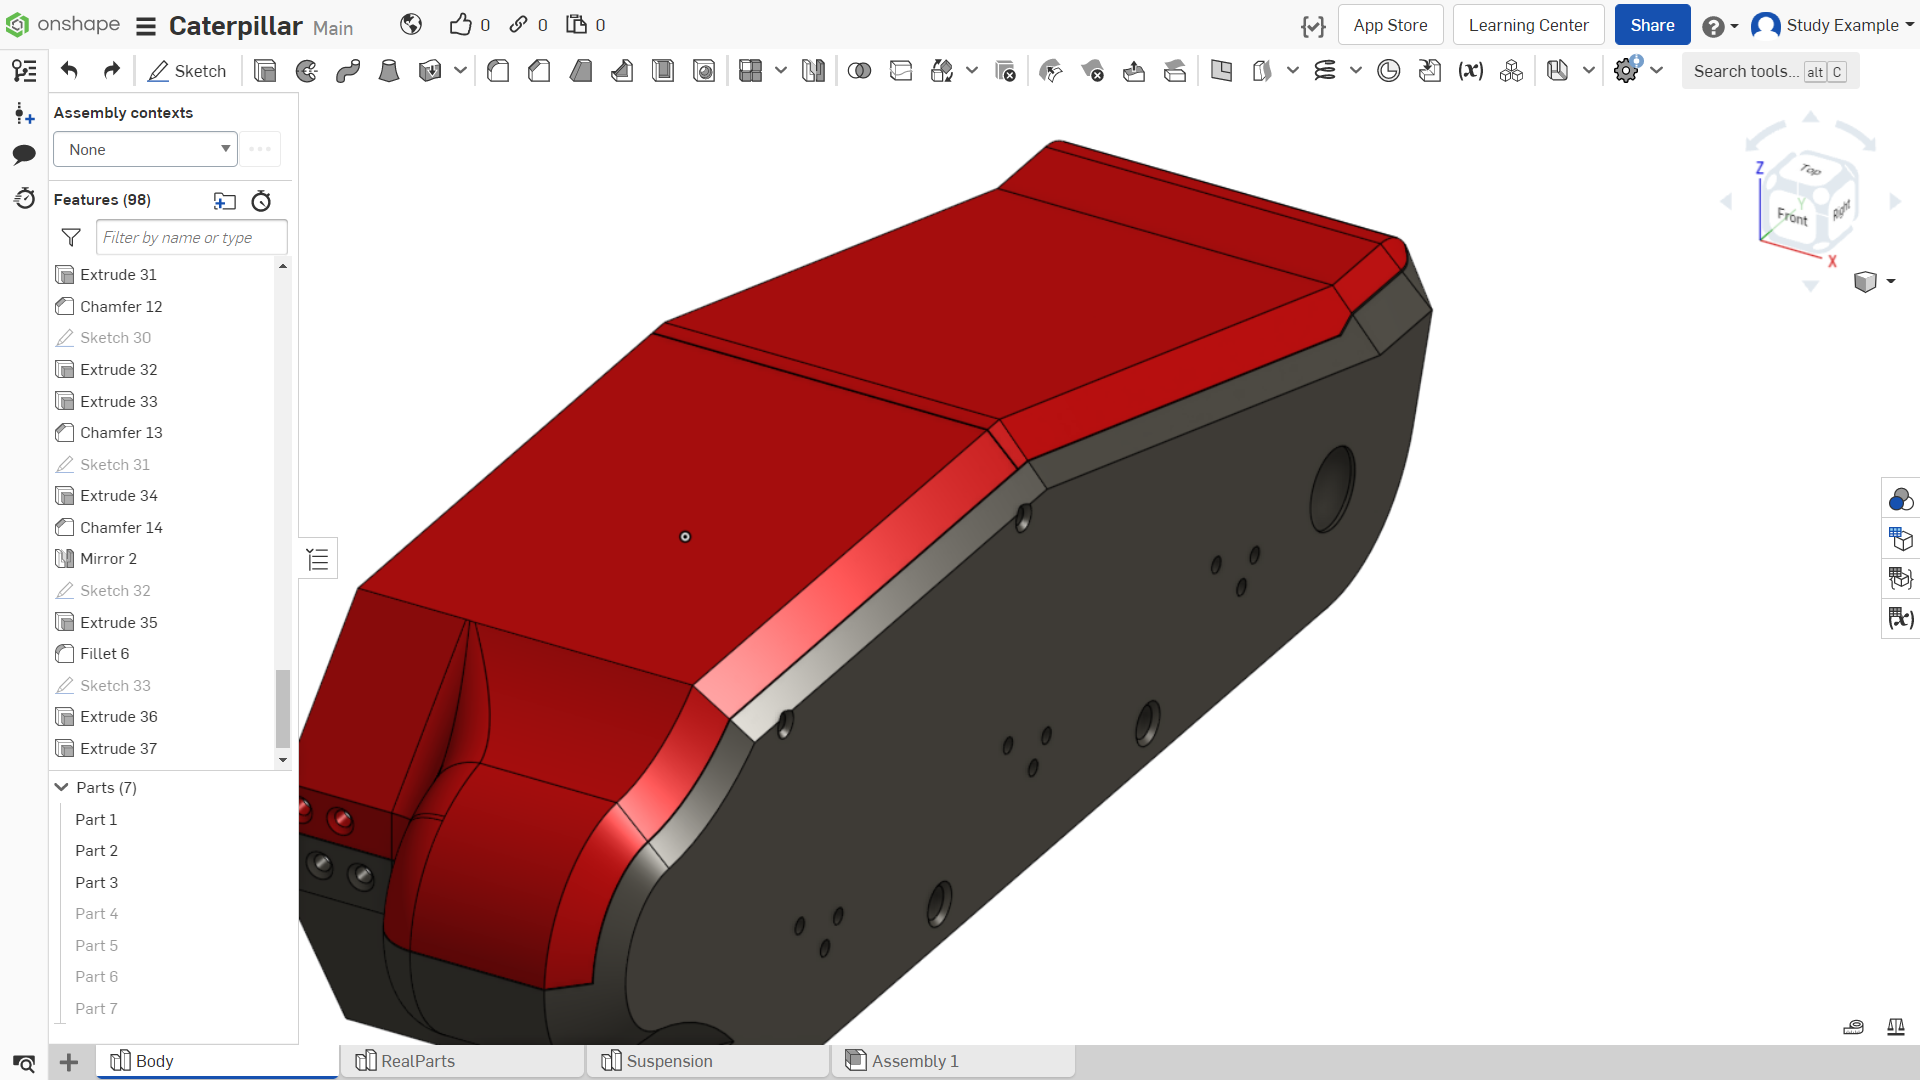 onshape Caterpillar Main 0 0 0 App Store Learning Center Share Study Example
Sketch (x) Search tools... alt C
Assembly contexts
None
Features (98)
Filter by name or type
Extrude 31
Chamfer 12
Sketch 30
Extrude 32
Extrude 33
Chamfer 13
Sketch 31
Extrude 34
Chamfer 14
Mirror 2
Sketch 32
Extrude 35
Fillet 6
Sketch 33
Extrude 36
Extrude 37
Parts (7)
Part 1
Part 2
Part 3
Part 4
Part 5
Part 6
Part 7
Z Top
Y
Front Right
X
(x)
Body RealParts Suspension Assembly 1